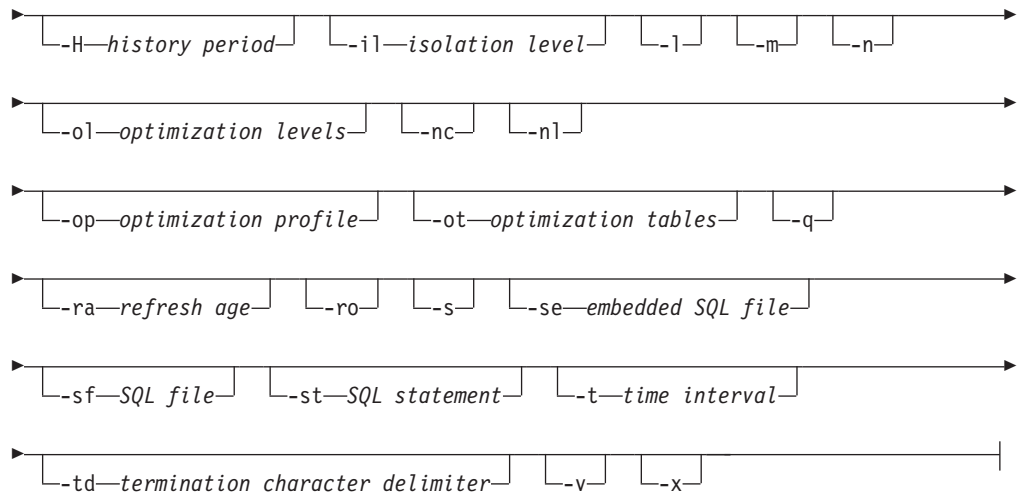 -H history period -il isolation level -l -m -n
-ol optimization levels -nc -nl
-op optimization profile -ot optimization tables -q
-ra refresh age -ro -s -se embedded SQL file
-sf SQL file -st SQL statement -t time interval
-td termination character delimiter -v -x